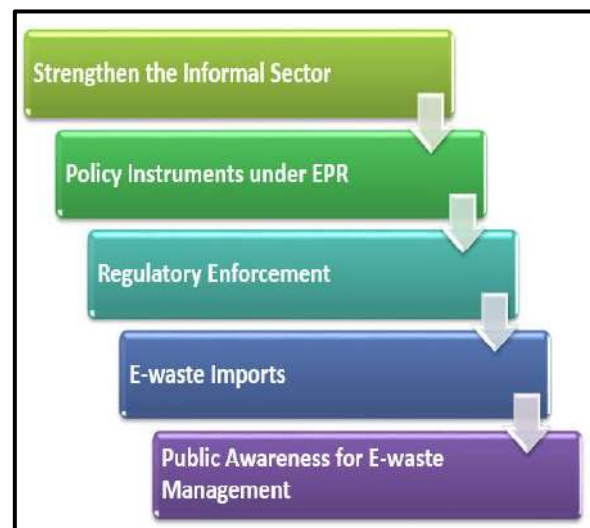 Strengthen the Informal Sector
Policy Instruments under EPR
Regulatory Enforcement
E-waste Imports
Public Awareness for E-waste
Management